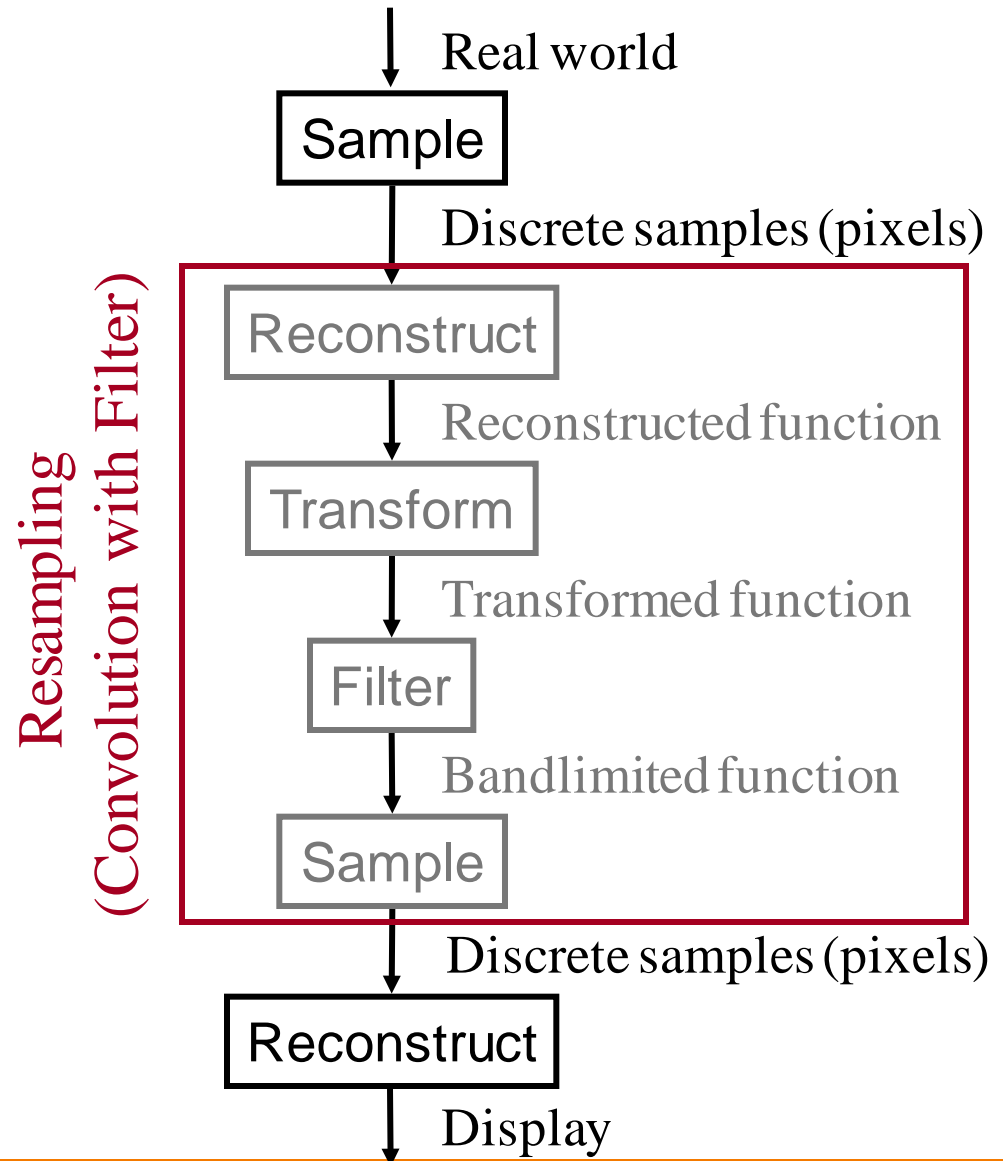 Real world
Sample
Discrete samples (pixels)
Resampling
(Convolution with Filter)
Reconstruct
Reconstructed function
Transform
Transformed function
Filter
Bandlimited function
Sample
Discrete samples (pixels)
Reconstruct
Display